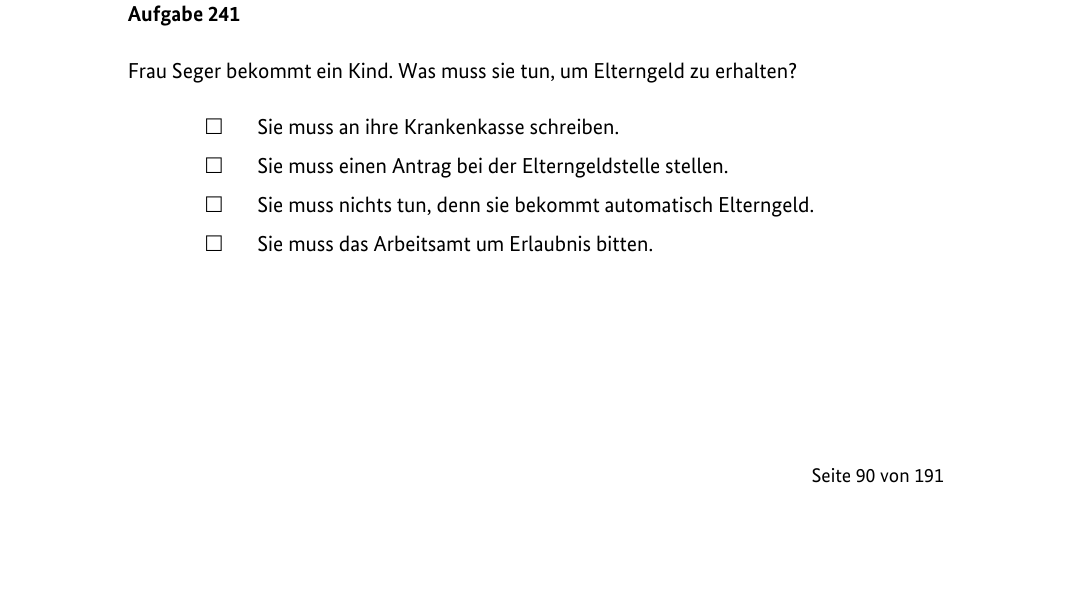 Aufgabe 241
Frau Seger bekommt ein Kind. Was muss sie tun, um Elterngeld zu erhalten?
☐ Sie muss an ihre Krankenkasse schreiben.
☐ Sie muss einen Antrag bei der Elterngeldstelle stellen.
☐ Sie muss nichts tun, denn sie bekommt automatisch Elterngeld.
☐ Sie muss das Arbeitsamt um Erlaubnis bitten.
Seite 90 von 191